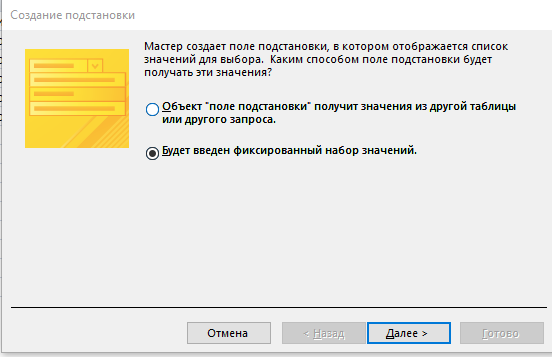 Создание подстановки
Мастер создает поле подстановки, в котором отображается список
значений для выбора. Каким способом поле подстановки будет
получать эти значения?
Объект "поле подстановки" получит значения из другой таблицы
или другого запроса.
Будет введен фиксированный набор значений.
Отмена
< Назад
Далее >
Готово